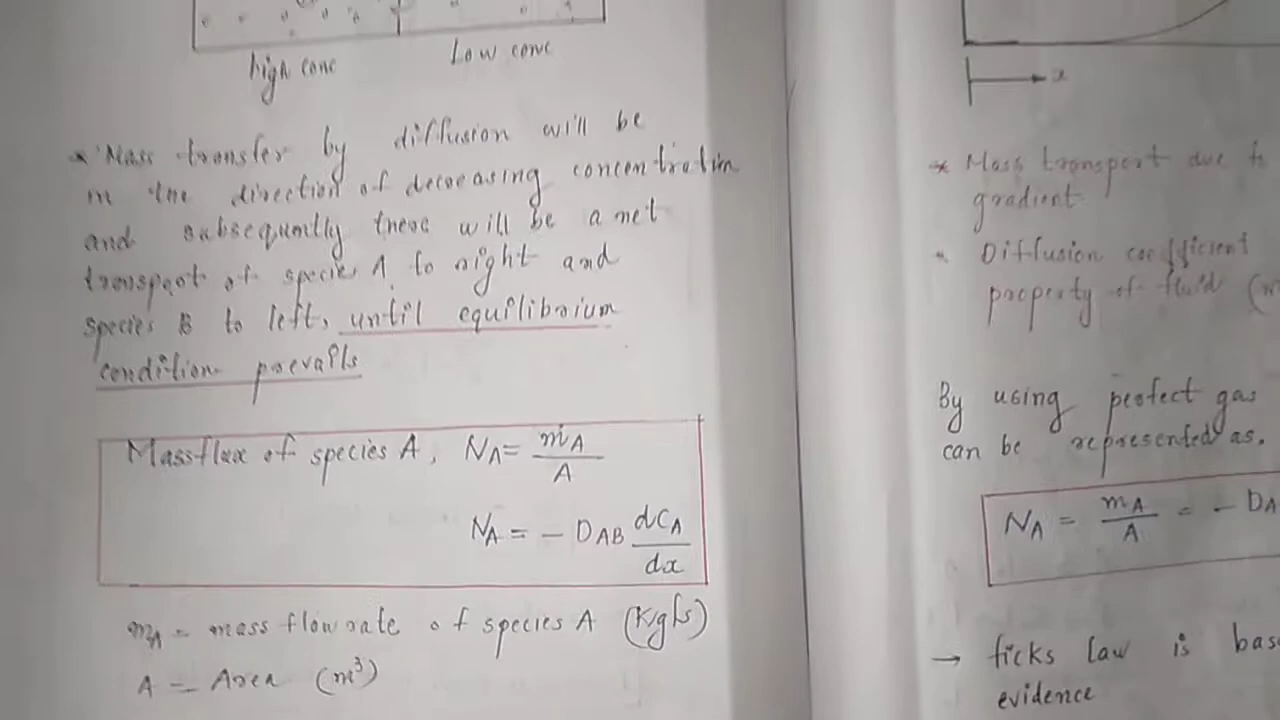 high conc
Low conc
* Mass transfer by diffusion will be
in the direction of decreasing concentration
and subsequntly there will be a net
transport of species A to right and
species B to left, until equilibrium
condition prevails
Mass flux of species A, NA = ṁA / A
NA = - DAB dCA / dx
mA = mass flow rate of species A (Kg/s)
A = Area (m³)
x
* Mass transport due to
gradient
* Diffusion coefficient
property of fluid
By using perfect gas
can be represented as,
NA = mA / A = - DA
→ ficks law is bas
evidence